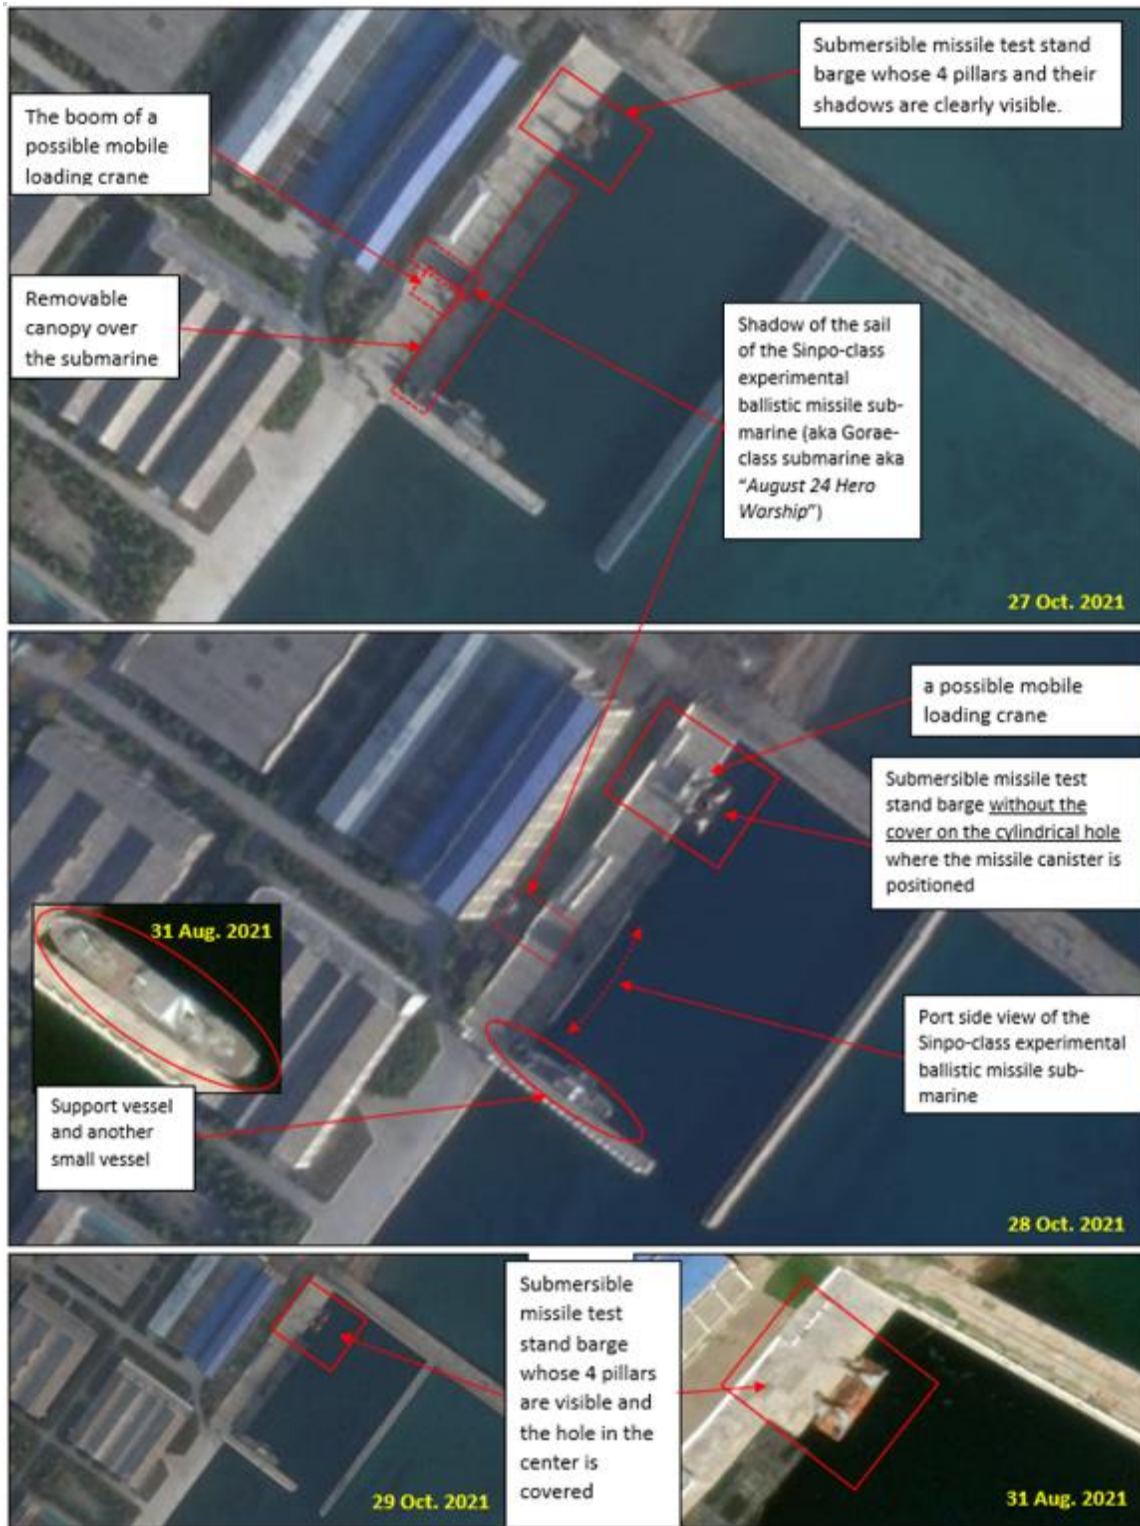 Submersible missile test stand
barge whose 4 pillars and their
shadows are clearly visible.
The boom of a
possible mobile
loading crane
Removable
canopy over
the submarine
Shadow of the sail
of the Sinpo-class
experimental
ballistic missile sub-
marine (aka Gorae-
class submarine aka
“August 24 Hero
Worship”)
27 Oct. 2021
a possible mobile
loading crane
Submersible missile test
stand barge without the
cover on the cylindrical hole
where the missile canister is
positioned
31 Aug. 2021
Port side view of the
Sinpo-class experimental
ballistic missile sub-
marine
Support vessel
and another
small vessel
28 Oct. 2021
Submersible
missile test
stand barge
whose 4 pillars
are visible and
the hole in the
center is
covered
29 Oct. 2021
31 Aug. 2021